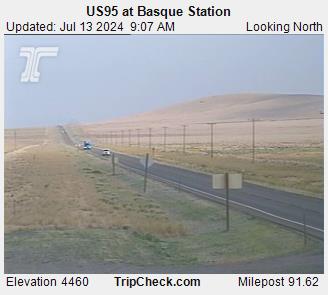 US95 at Basque Station
Updated: Jul 13 2024 9:07 AM Looking North
Elevation 4460 TripCheck.com Milepost 91.62